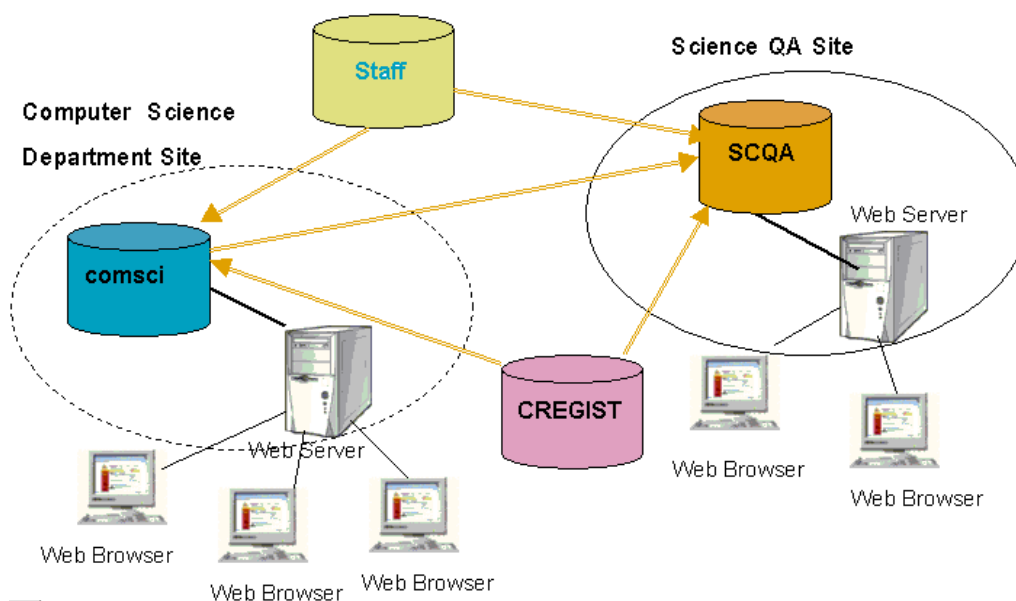 Science QA Site
Staff
Computer Science
Department Site
SCQA
Web Server
comsci
CREGIST
Web Server
Web Browser
Web Browser
Web Browser
Web Browser
Web Browser